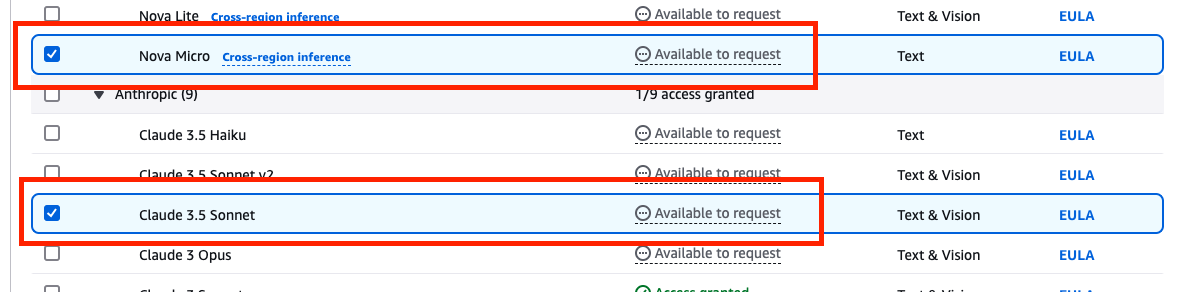 Nova Lite Cross-region inference Available to request Text & Vision EULA
Nova Micro Cross-region inference Available to request Text EULA
Anthropic (9) 1/9 access granted
Claude 3.5 Haiku Available to request Text EULA
Claude 3.5 Sonnet v2 Available to request Text & Vision EULA
Claude 3.5 Sonnet Available to request Text & Vision EULA
Claude 3 Opus Available to request Text & Vision EULA
Access granted